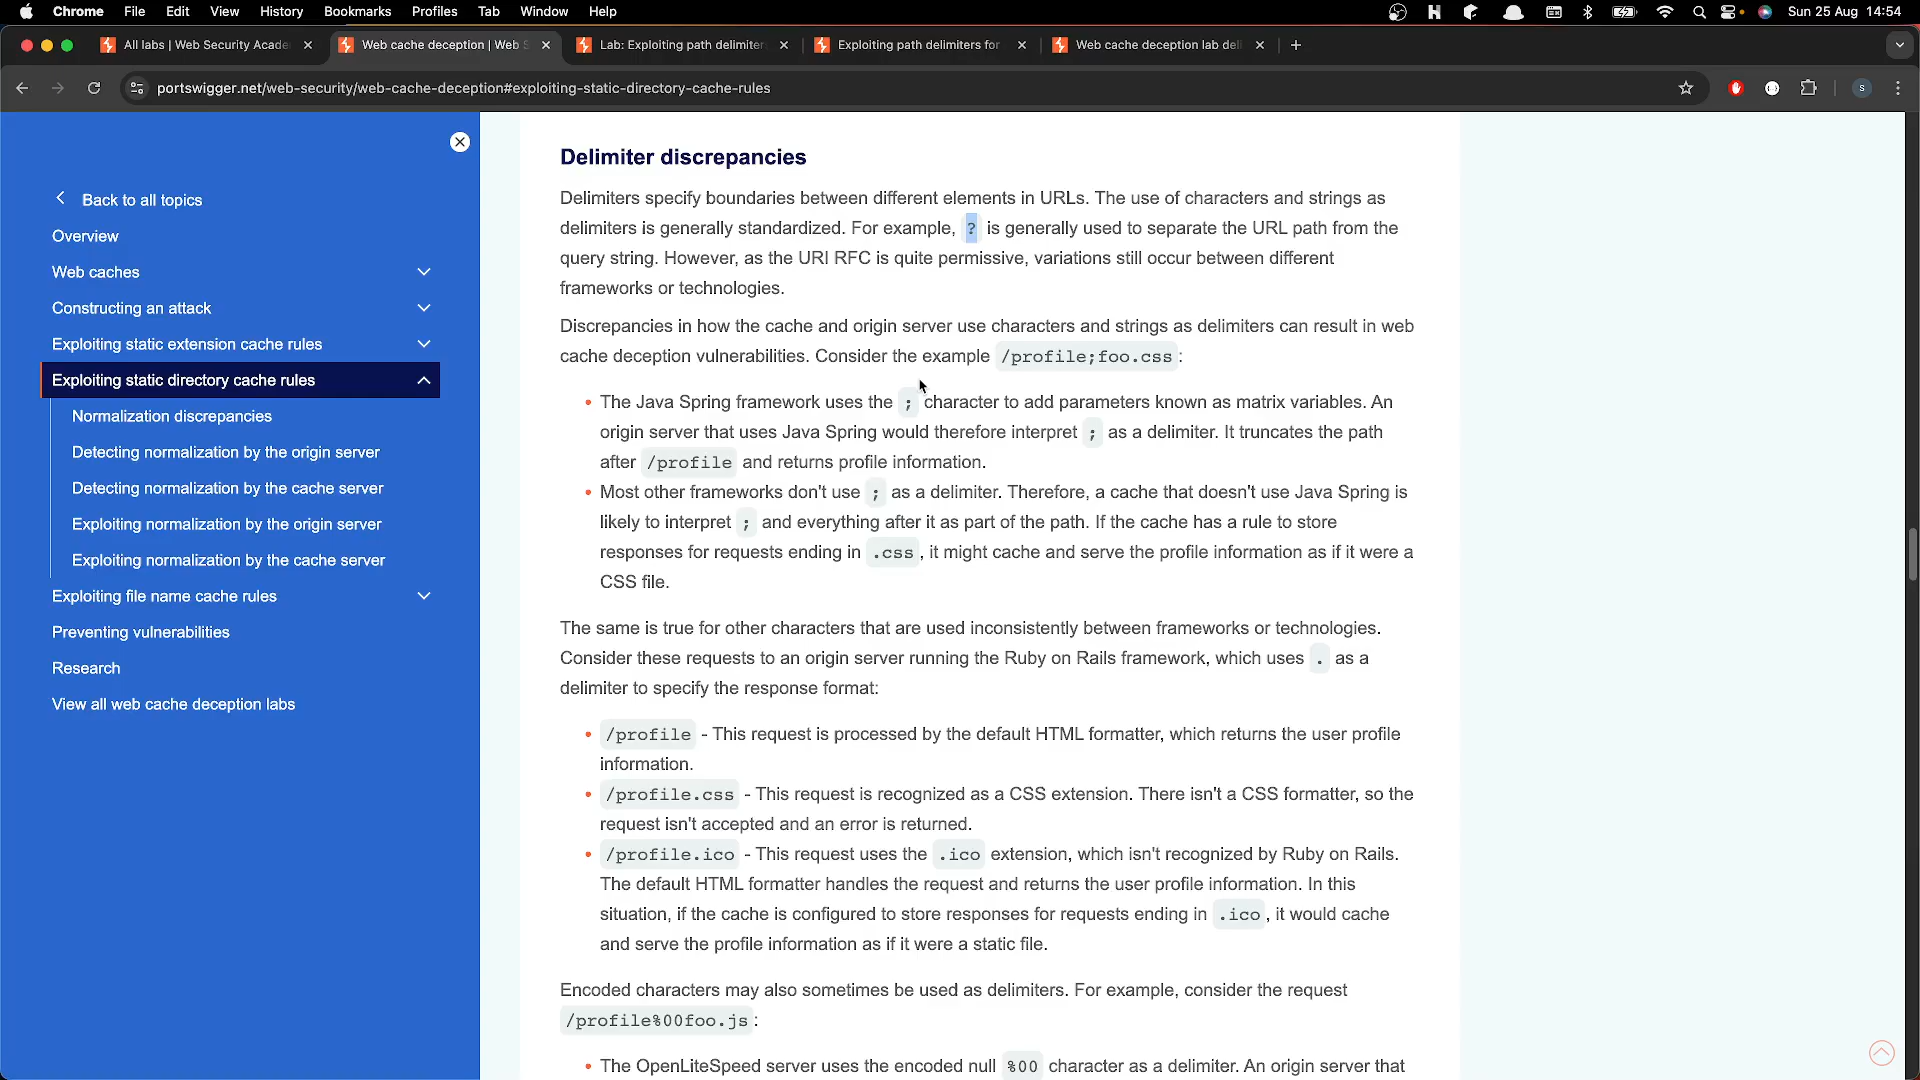 Chrome File Edit View History Bookmarks Profiles Tab Window Help Sun 25 Aug 14:54
All labs | Web Security Acade Web cache deception | Web S Lab: Exploiting path delimiter Exploiting path delimiters for Web cache deception lab deli
portswigger.net/web-security/web-cache-deception#exploiting-static-directory-cache-rules
Back to all topics
Overview
Web caches
Constructing an attack
Exploiting static extension cache rules
Exploiting static directory cache rules
Normalization discrepancies
Detecting normalization by the origin server
Detecting normalization by the cache server
Exploiting normalization by the origin server
Exploiting normalization by the cache server
Exploiting file name cache rules
Preventing vulnerabilities
Research
View all web cache deception labs
Delimiter discrepancies
Delimiters specify boundaries between different elements in URLs. The use of characters and strings as
delimiters is generally standardized. For example, ? is generally used to separate the URL path from the
query string. However, as the URI RFC is quite permissive, variations still occur between different
frameworks or technologies.
Discrepancies in how the cache and origin server use characters and strings as delimiters can result in web
cache deception vulnerabilities. Consider the example /profile;foo.css:
• The Java Spring framework uses the ; character to add parameters known as matrix variables. An
origin server that uses Java Spring would therefore interpret ; as a delimiter. It truncates the path
after /profile and returns profile information.
• Most other frameworks don't use ; as a delimiter. Therefore, a cache that doesn't use Java Spring is
likely to interpret ; and everything after it as part of the path. If the cache has a rule to store
responses for requests ending in .css, it might cache and serve the profile information as if it were a
CSS file.
The same is true for other characters that are used inconsistently between frameworks or technologies.
Consider these requests to an origin server running the Ruby on Rails framework, which uses . as a
delimiter to specify the response format:
• /profile - This request is processed by the default HTML formatter, which returns the user profile
information.
• /profile.css - This request is recognized as a CSS extension. There isn't a CSS formatter, so the
request isn't accepted and an error is returned.
• /profile.ico - This request uses the .ico extension, which isn't recognized by Ruby on Rails.
The default HTML formatter handles the request and returns the user profile information. In this
situation, if the cache is configured to store responses for requests ending in .ico, it would cache
and serve the profile information as if it were a static file.
Encoded characters may also sometimes be used as delimiters. For example, consider the request
/profile%00foo.js:
• The OpenLiteSpeed server uses the encoded null %00 character as a delimiter. An origin server that